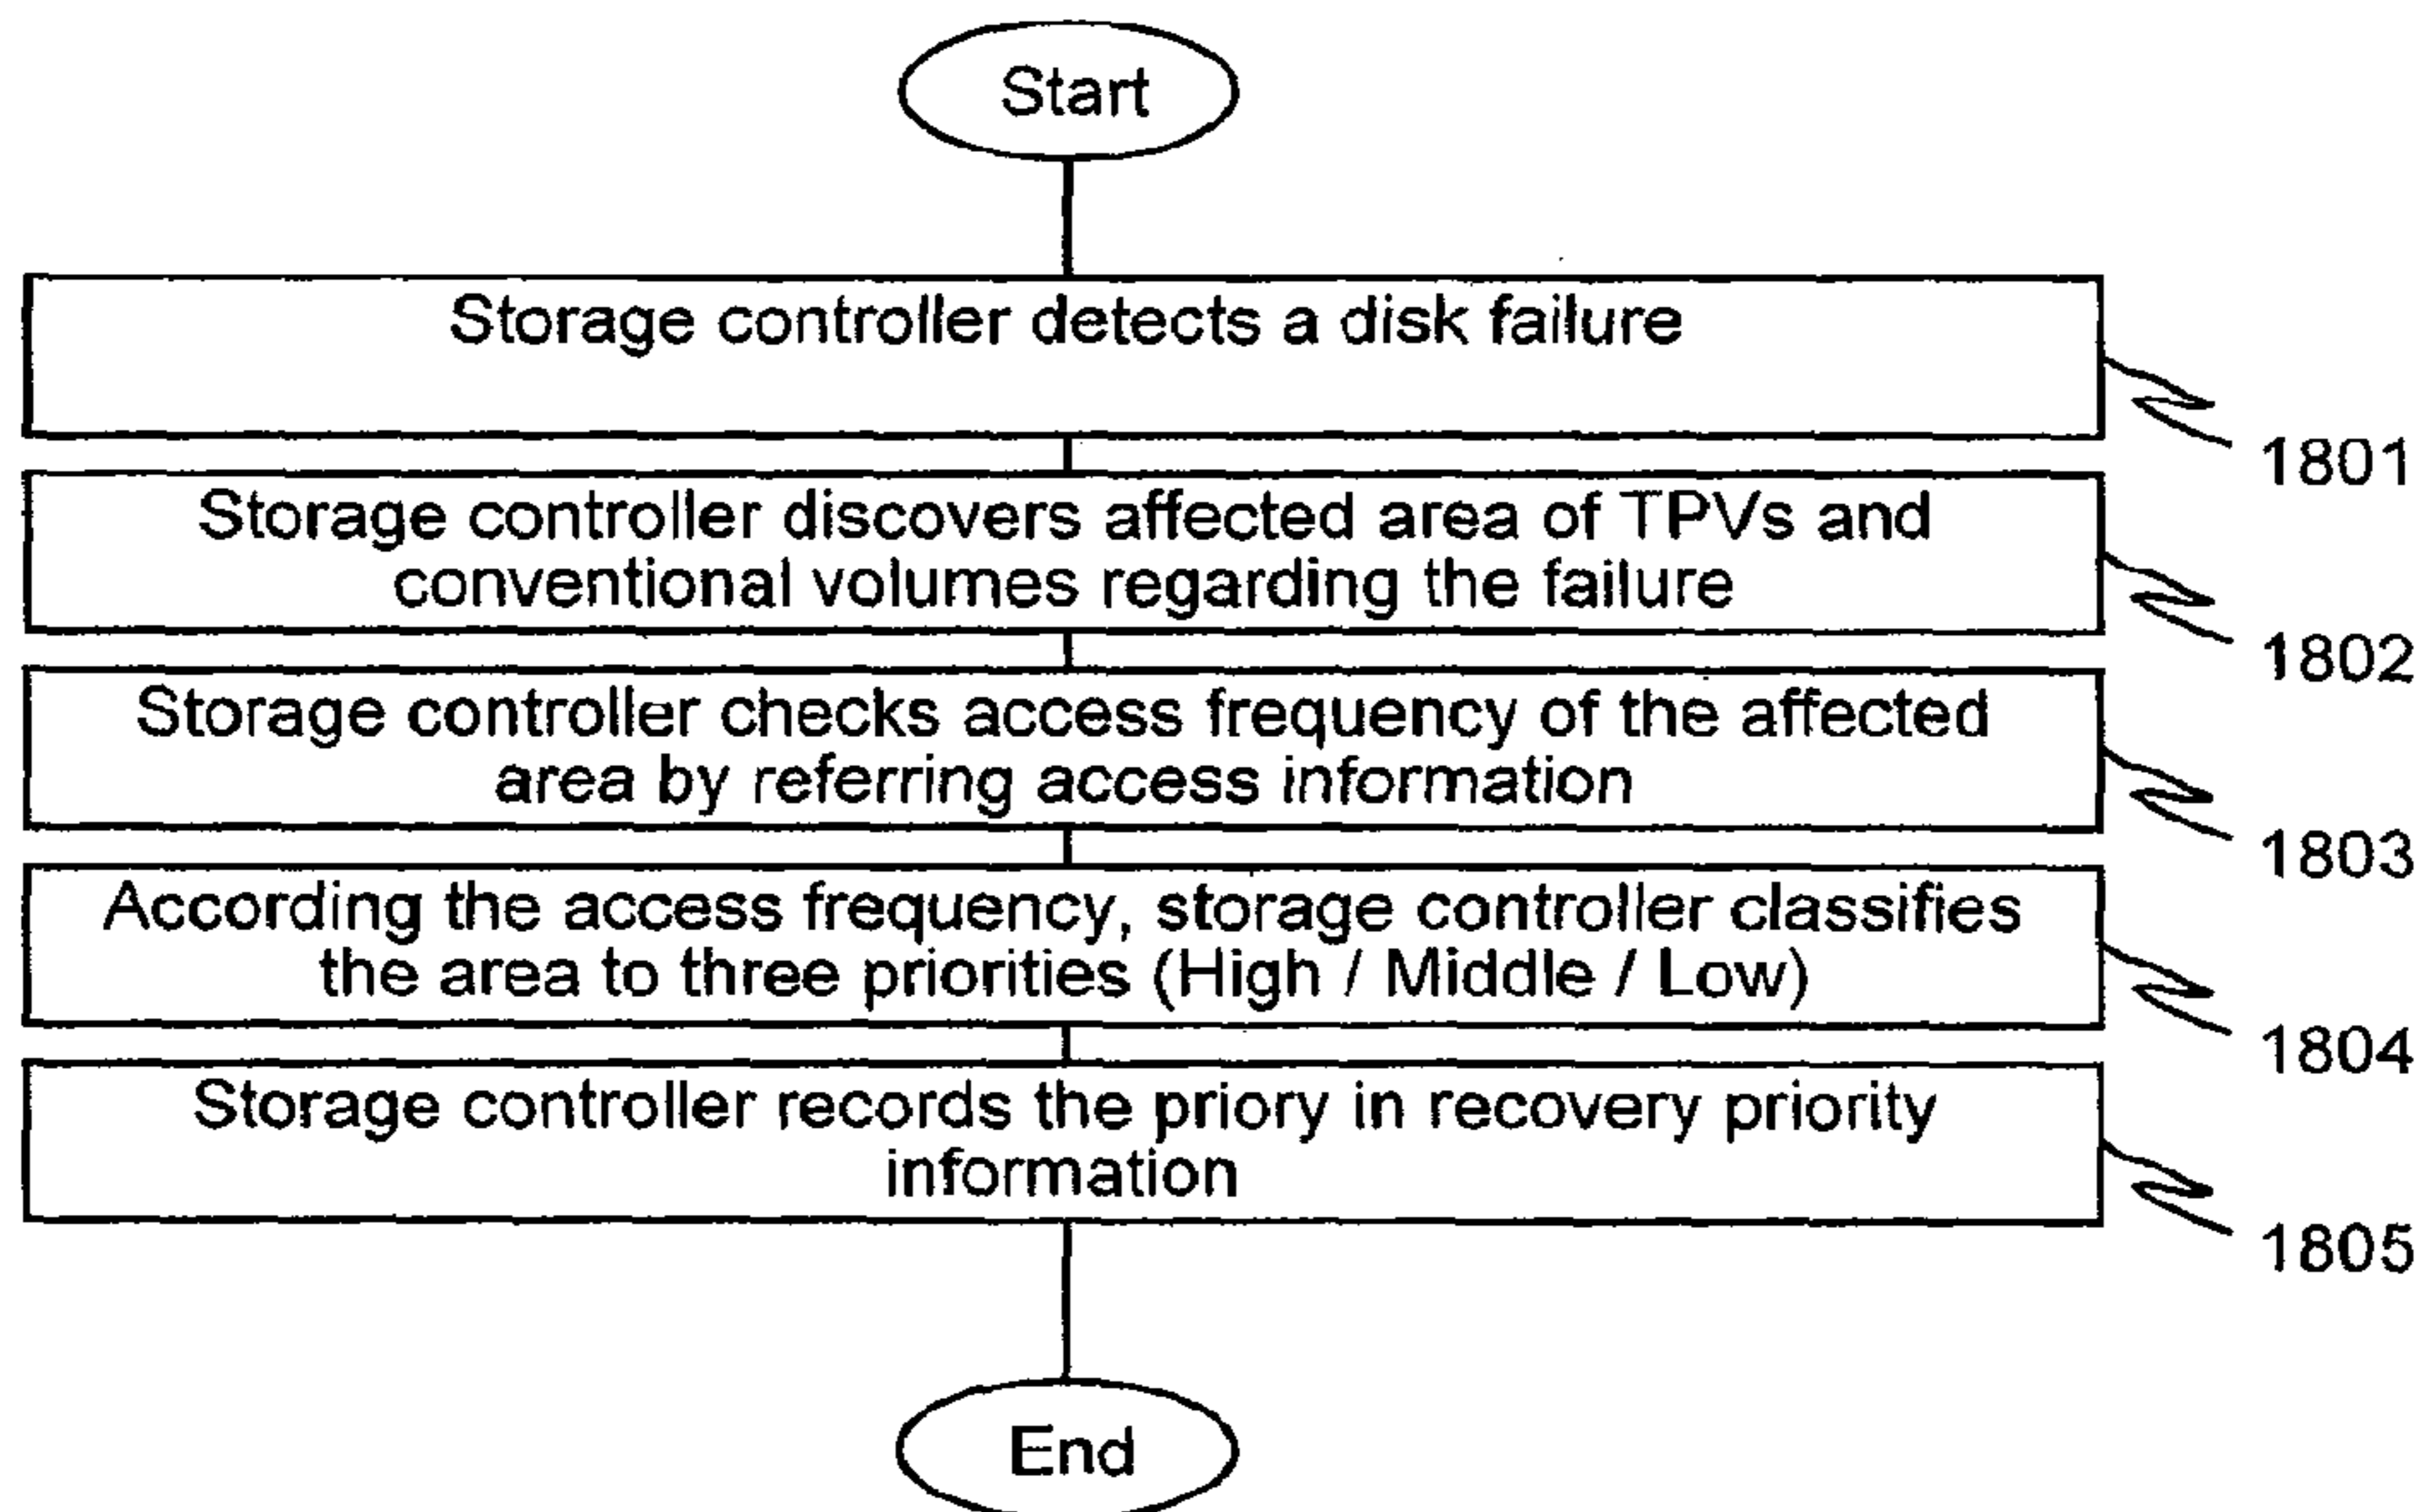 Start
Storage controller detects a disk failure
1801
Storage controller discovers affected area of TPVs and
conventional volumes regarding the failure
1802
Storage controller checks access frequency of the affected
area by referring access information
1803
According the access frequency, storage controller classifies
the area to three priorities (High / Middle / Low)
1804
Storage controller records the priory in recovery priority
information
1805
End